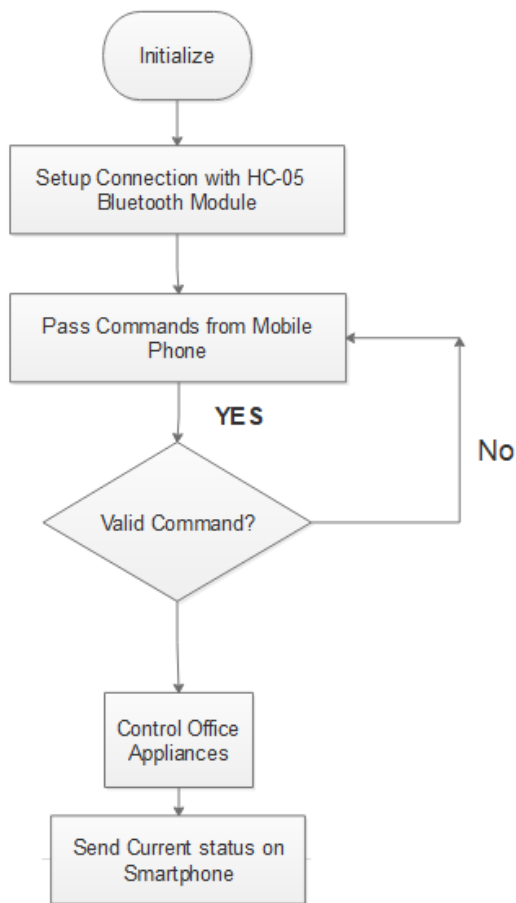 Initialize
Setup Connection with HC-05
Bluetooth Module
Pass Commands from Mobile
Phone
YES
No
Valid Command?
Control Office
Appliances
Send Current status on
Smartphone